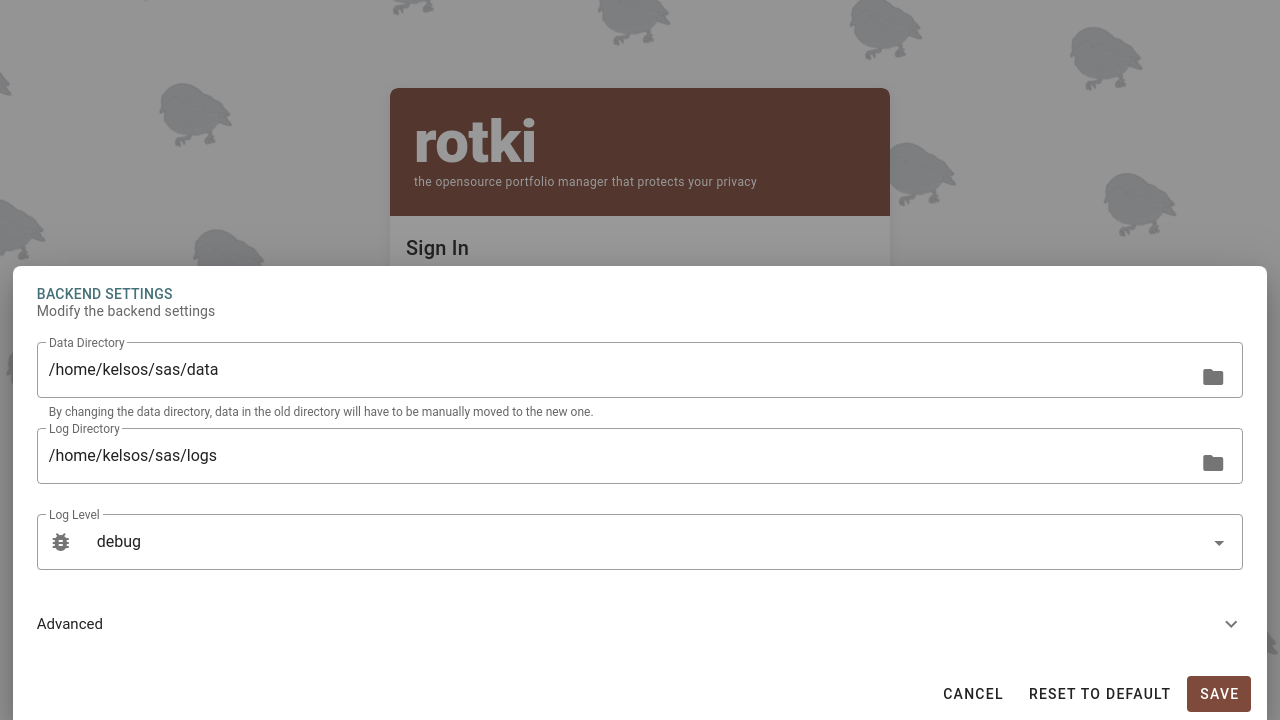 rotki
the opensource portfolio manager that protects your privacy
Sign In
BACKEND SETTINGS
Modify the backend settings
Data Directory
/home/kelsos/sas/data
By changing the data directory, data in the old directory will have to be manually moved to the new one.
Log Directory
/home/kelsos/sas/logs
Log Level
debug
Advanced
CANCEL RESET TO DEFAULT SAVE